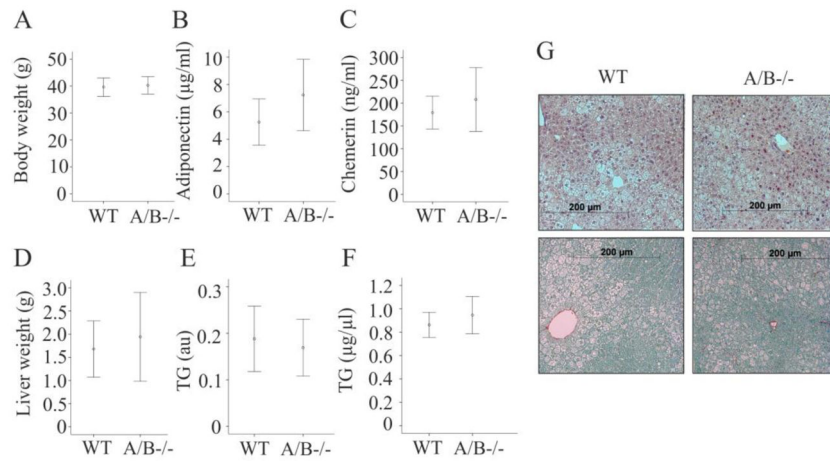 A
Body weight (g)
50
40
30
20
10
0
WT A/B-/-
B
Adiponectin (µg/ml)
8
6
4
2
0
WT A/B-/-
C
Chemerin (ng/ml)
300
250
200
150
100
50
0
WT A/B-/-
D
Liver weight (g)
3.0
2.5
2.0
1.5
1.0
0.5
0
WT A/B-/-
E
TG (au)
0.3
0.2
0.1
0
WT A/B-/-
F
TG (µg/µl)
1.2
1.0
0.8
0.6
0.4
0.2
0
WT A/B-/-
G
WT A/B-/-
200 µm
200 µm
200 µm
200 µm